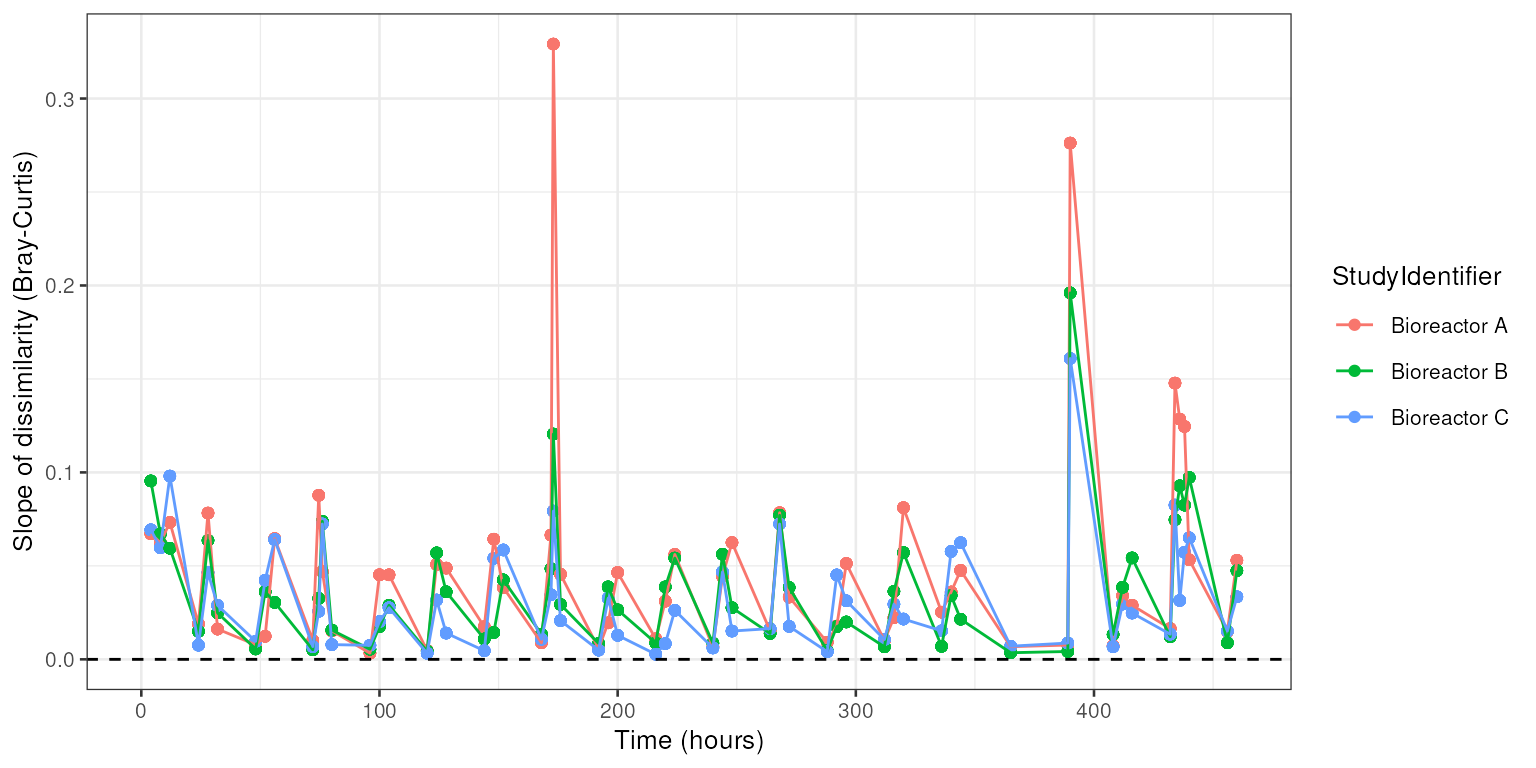 Slope of dissimilarity (Bray-Curtis)
0.3
0.2
0.1
0.0
0
100
200
300
400
Time (hours)
StudyIdentifier
Bioreactor A
Bioreactor B
Bioreactor C